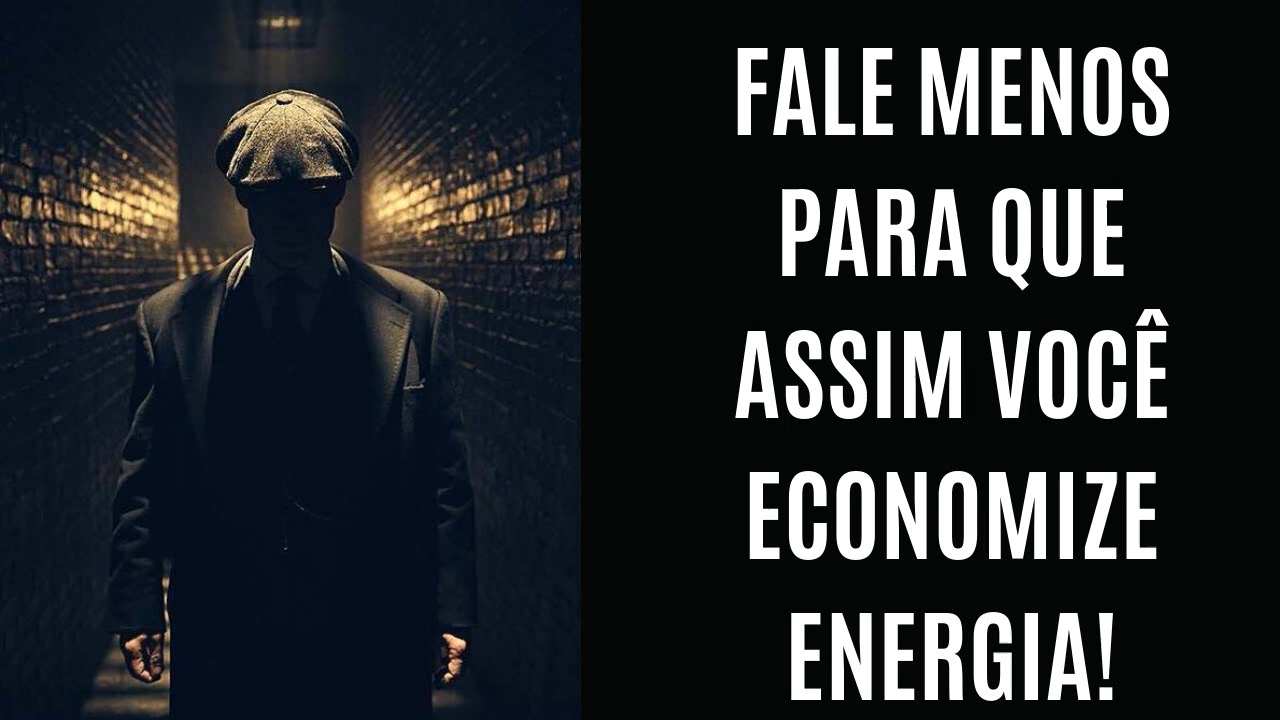 FALE MENOS
PARA QUE
ASSIM VOCÊ
ECONOMIZE
ENERGIA!